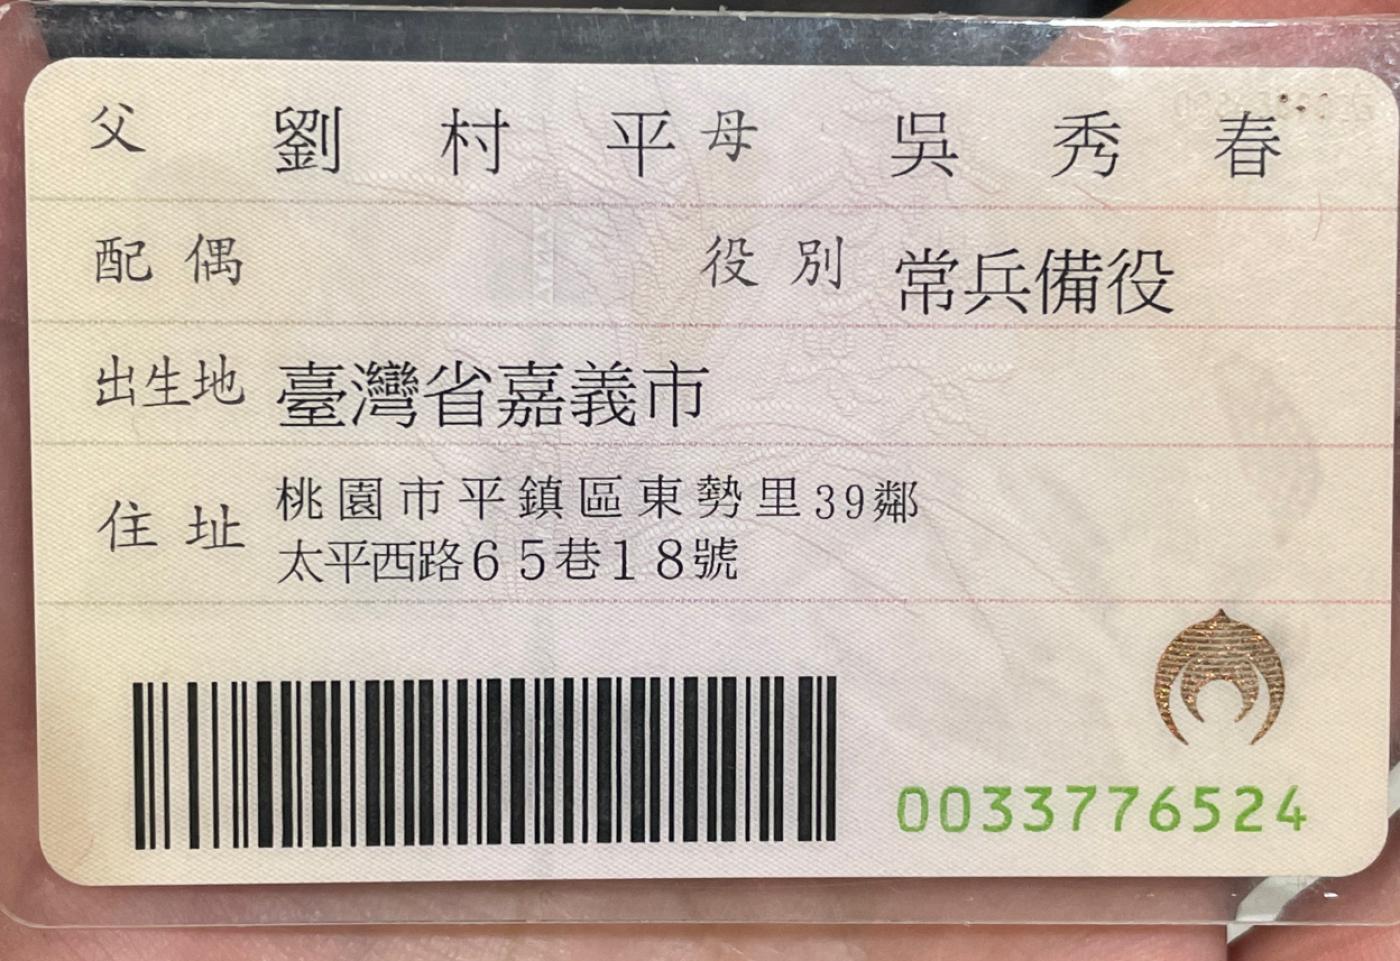 父 劉村平 母 吳秀春
配偶 役別 常兵備役
出生地 臺灣省嘉義市
住址 桃園市平鎮區東勢里39鄰
太平西路65巷18號
0033776524